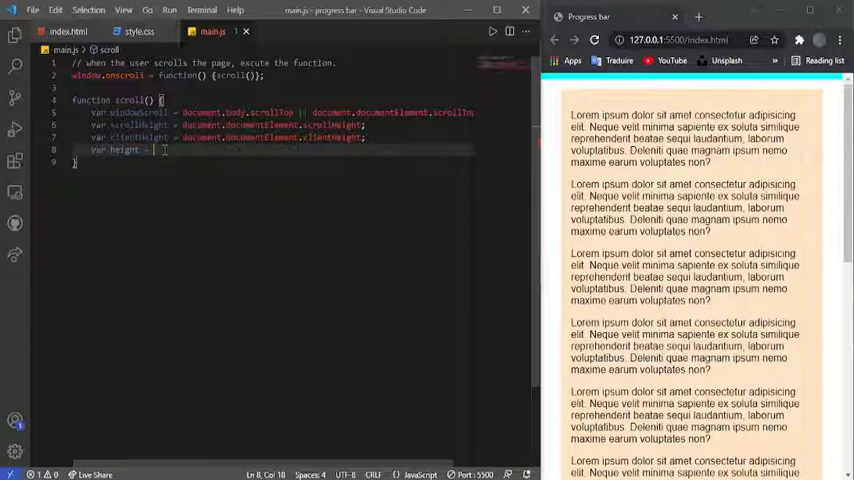 File Edit Selection View Go Run Terminal Help main.js - progress bar - Visual Studio Code
index.html style.css main.js 1
main.js > scroll
1 // when the user scrolls the page, excute the function.
2 window.onscroll = function() {scroll()};
3
4 function scroll() {
5 var windowScroll = document.body.scrollTop || document.documentElement.scrollTop
6 var scrollHeight = document.documentElement.scrollHeight;
7 var clientHeight = document.documentElement.clientHeight;
8 var height =
9 }
1 0 Live Share Ln 8, Col 18 Spaces: 4 UTF-8 CRLF JavaScript Port : 5500
Progress bar
127.0.0.1:5500/index.html
Apps Traduire YouTube Unsplash Reading list
Lorem ipsum dolor sit amet consectetur adipisicing
elit. Neque velit minima sapiente ex soluta similique
reprehenderit beatae sequi laudantium, laborum
voluptatibus. Deleniti quae magnam ipsum nemo
maxime earum voluptates non?
Lorem ipsum dolor sit amet consectetur adipisicing
elit. Neque velit minima sapiente ex soluta similique
reprehenderit beatae sequi laudantium, laborum
voluptatibus. Deleniti quae magnam ipsum nemo
maxime earum voluptates non?
Lorem ipsum dolor sit amet consectetur adipisicing
elit. Neque velit minima sapiente ex soluta similique
reprehenderit beatae sequi laudantium, laborum
voluptatibus. Deleniti quae magnam ipsum nemo
maxime earum voluptates non?
Lorem ipsum dolor sit amet consectetur adipisicing
elit. Neque velit minima sapiente ex soluta similique
reprehenderit beatae sequi laudantium, laborum
voluptatibus. Deleniti quae magnam ipsum nemo
maxime earum voluptates non?
Lorem ipsum dolor sit amet consectetur adipisicing
elit. Neque velit minima sapiente ex soluta similique
reprehenderit beatae sequi laudantium, laborum
voluptatibus. Deleniti quae magnam ipsum nemo
maxime earum voluptates non?
Lorem ipsum dolor sit amet consectetur adipisicing
elit. Neque velit minima sapiente ex soluta similique